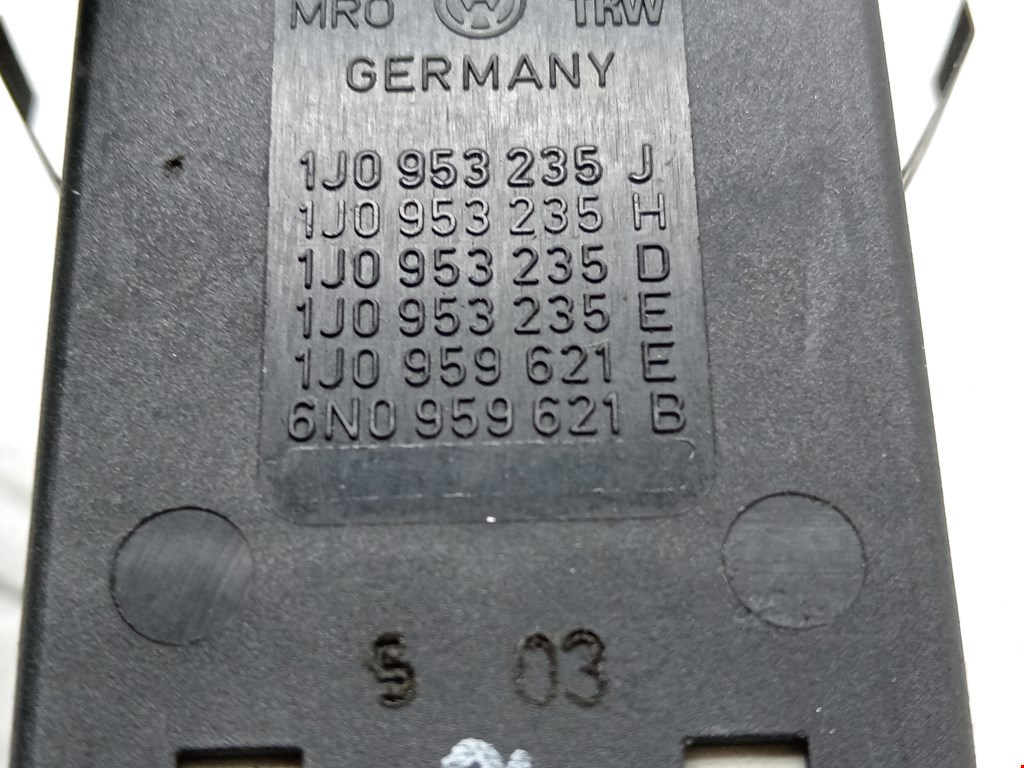 MRO TRW
GERMANY
1J0 953 235 J
1J0 953 235 H
1J0 953 235 D
1J0 953 235 E
1J0 959 621 E
6N0 959 621 B
03